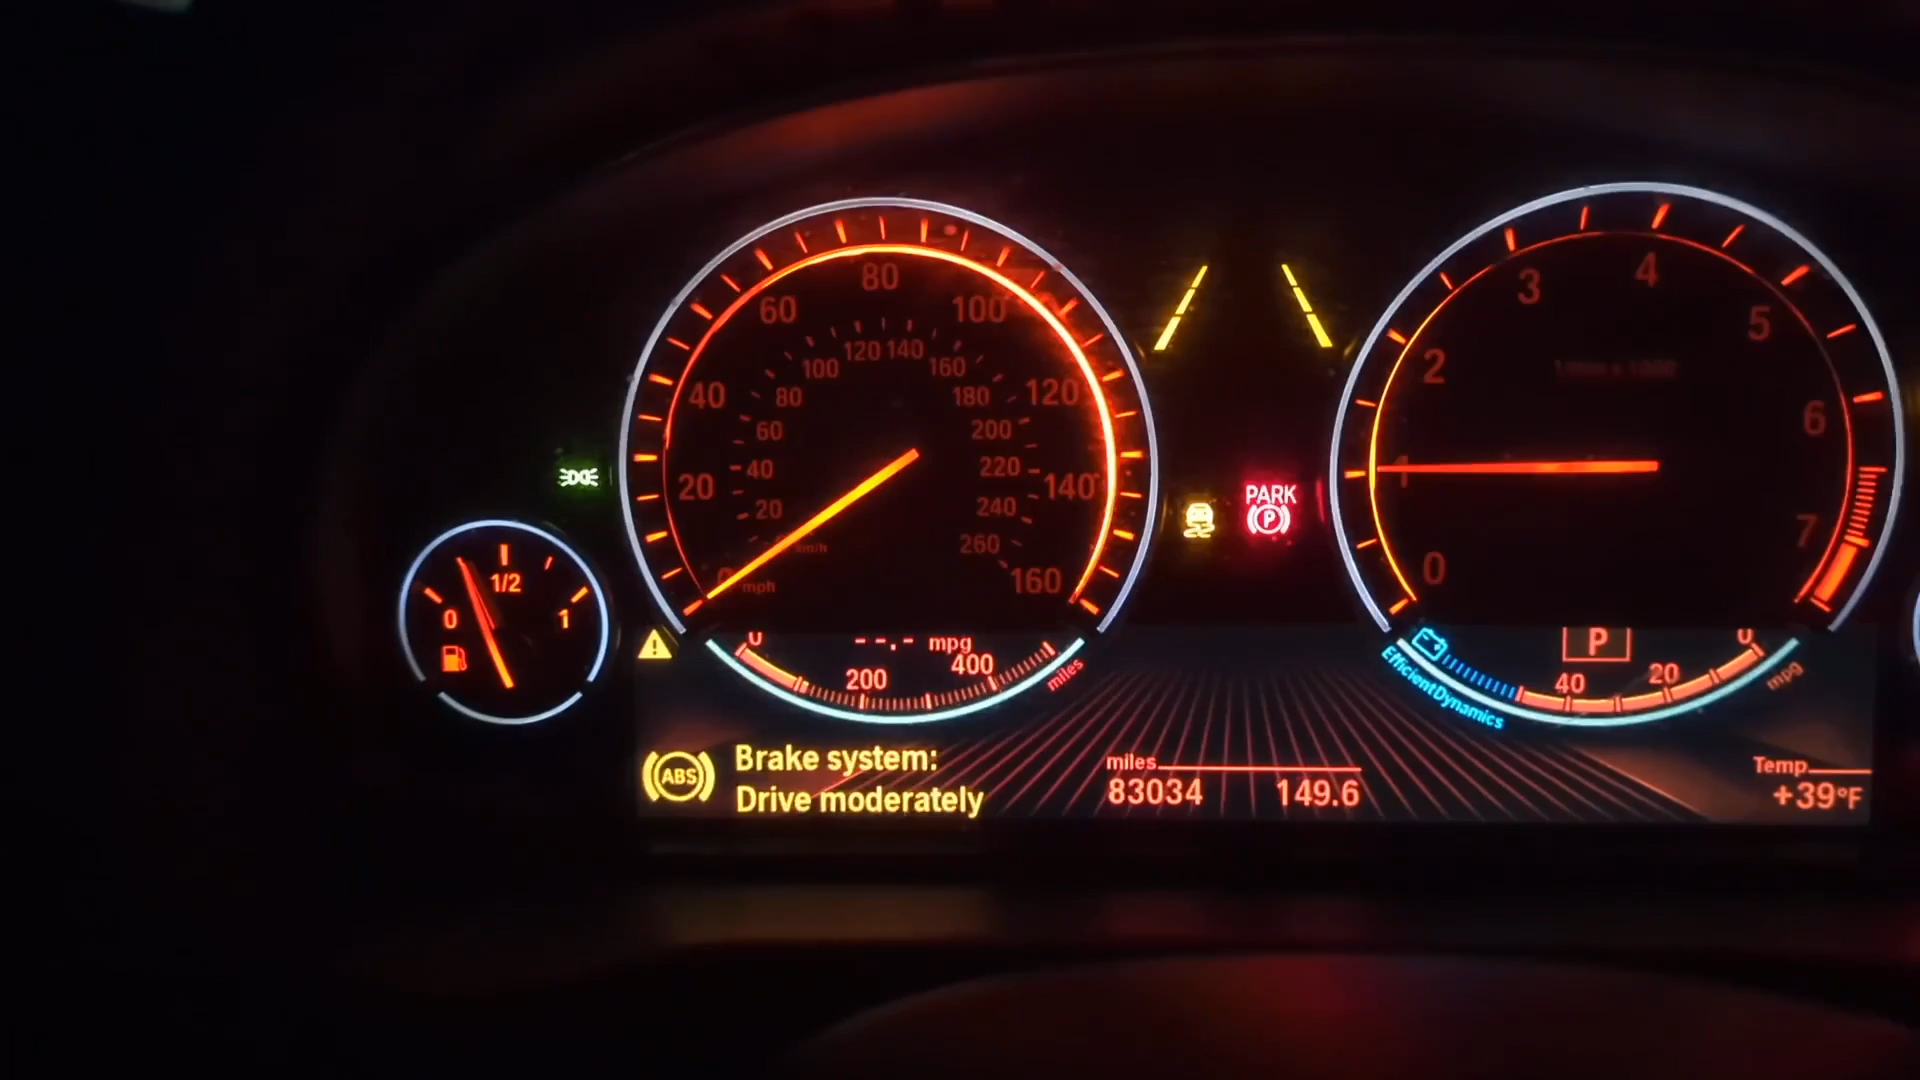 80
60
100
120 140
100
160
40
80
180
120
60
200
20
40
220
140
20
240
260
km/h
0
mph
160
1/2
0
1
PARK
P
3
4
2
5
1
6
7
0
0
--.- mpg
200
400
miles
EfficientDynamics
P
40
20
0
mpg
ABS
Brake system:
Drive moderately
miles
83034 149.6
Temp
+39°F